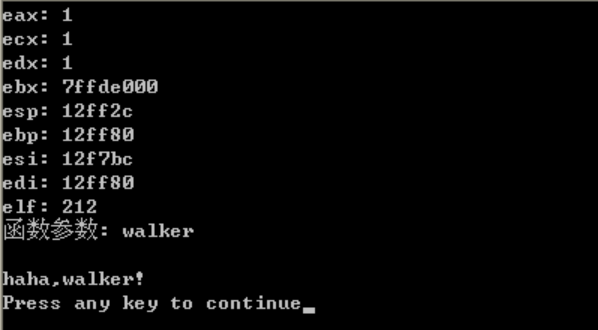 eax: 1
ecx: 1
edx: 1
ebx: 7ffde000
esp: 12ff2c
ebp: 12ff80
esi: 12f7bc
edi: 12ff80
elf: 212
函数参数: walker
haha,walker!
Press any key to continue_